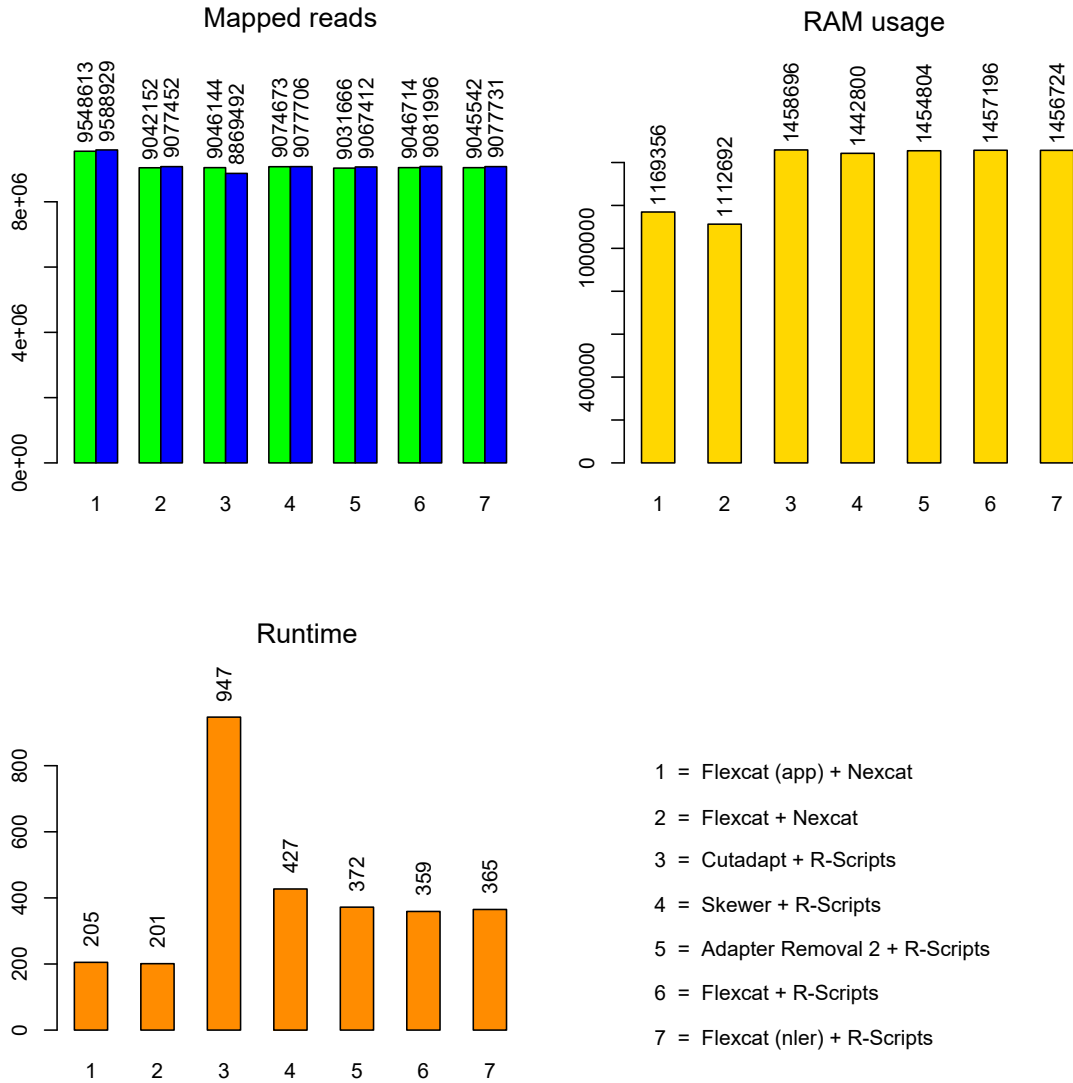 Mapped reads
9548613
9588929
9042152
9077452
9046144
8869492
9074673
9077706
9031666
9067412
9046714
9081996
9045542
9077731
8e+06
4e+06
0e+00
1 2 3 4 5 6 7
RAM usage
1169356
1112692
1458696
1442800
1454804
1457196
1456724
1000000
400000
0
1 2 3 4 5 6 7
Runtime
205
201
947
427
372
359
365
800
600
400
200
0
1 2 3 4 5 6 7
1 = Flexcat (app) + Nexcat
2 = Flexcat + Nexcat
3 = Cutadapt + R-Scripts
4 = Skewer + R-Scripts
5 = Adapter Removal 2 + R-Scripts
6 = Flexcat + R-Scripts
7 = Flexcat (nler) + R-Scripts